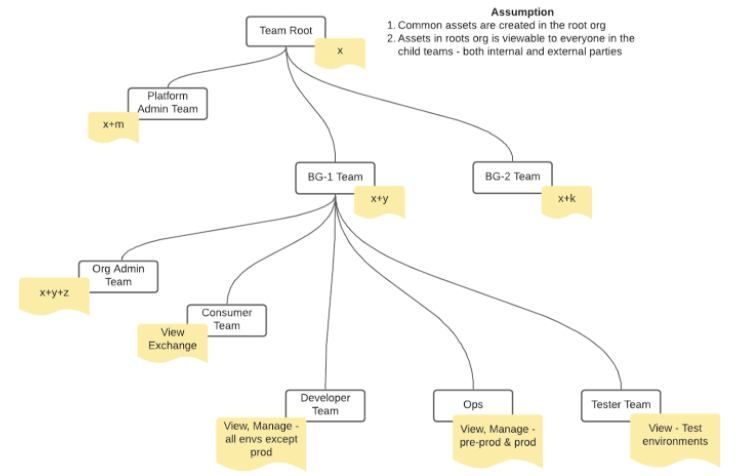 Assumption
1. Common assets are created in the root org
2. Assets in roots org is viewable to everyone in the
child teams - both internal and external parties
Team Root
x
Platform
Admin Team
x+m
BG-1 Team
x+y
BG-2 Team
x+k
Org Admin
Team
x+y+z
Consumer
Team
View
Exchange
Developer
Team
View, Manage -
all envs except
prod
Ops
View, Manage -
pre-prod & prod
Tester Team
View - Test
environments